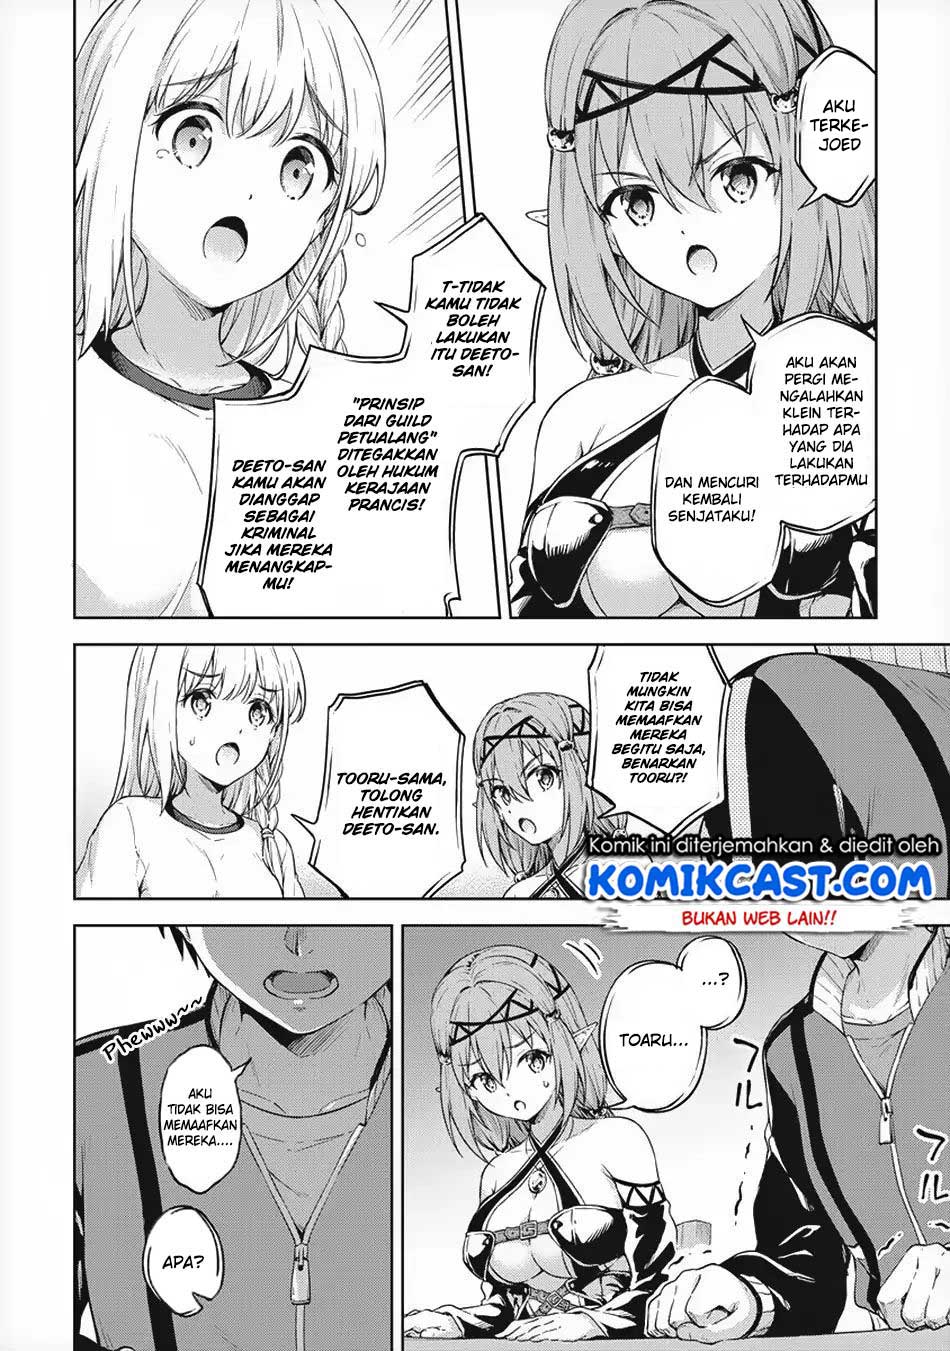 AKU
TERKE-
JOED
AKU AKAN
PERGI ME-
NGALAHKAN
KLEIN TER-
HADAP APA
YANG DIA
LAKUKAN
TERHADAPMU
DAN MENCURI
KEMBALI
SENJATAKU!
T-TIDAK
KAMU TIDAK
BOLEH
LAKUKAN
ITU DEETO-
SAN!
"PRINSIP
DARI GUILD
PETUALANG"
DITEGAKKAN
OLEH HUKUM
KERAJAAN
PRANCIS!
DEETO-SAN
KAMU AKAN
DIANGGAP
SEBAGAI
KRIMINAL
JIKA MEREKA
MENANGKAP-
MU!
TIDAK
MUNGKIN
KITA BISA
MEMAAFKAN
MEREKA
BEGITU SAJA,
BENARKAN
TOORU?!
TOORU-SAMA,
TOLONG
HENTIKAN
DEETO-SAN.
Komik ini diterjemahkan & diedit oleh
KOMIKCAST.COM
BUKAN WEB LAIN!!
...?
TOARU...
Phewww~~
AKU
TIDAK BISA
MEMAAFKAN
MEREKA....
APA?